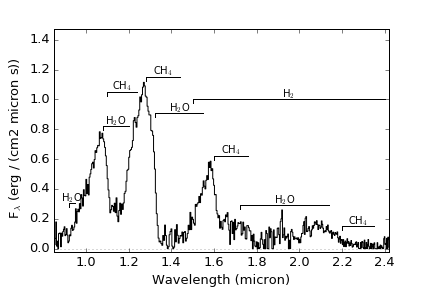 1.4
1.2
1.0
0.8
0.6
0.4
0.2
0.0
F_λ (erg / (cm2 micron s))
CH₄
CH₄
H₂
H₂O
H₂O
CH₄
H₂O
H₂O
CH₄
1.0 1.2 1.4 1.6 1.8 2.0 2.2 2.4
Wavelength (micron)